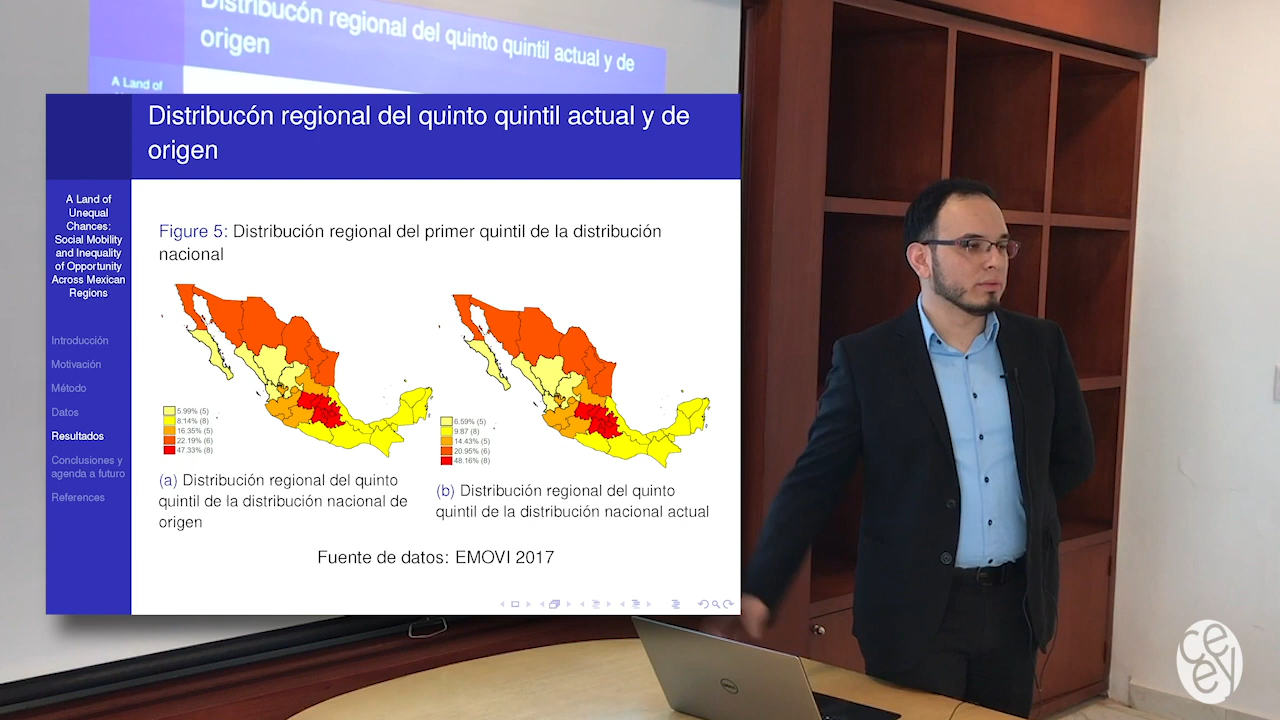 Distribucón regional del quinto quintil actual y de
origen
A Land of
Distribucón regional del quinto quintil actual y de
origen
A Land of
Unequal
Chances:
Social Mobility
and Inequality
of Opportunity
Across Mexican
Regions
Introducción
Motivación
Método
Datos
Resultados
Conclusiones y
agenda a futuro
References
Figure 5: Distribución regional del primer quintil de la distribución
nacional
5.99% (5)
8.14% (8)
16.35% (5)
22.19% (6)
47.33% (8)
(a) Distribución regional del quinto
quintil de la distribución nacional de
origen
6.59% (5)
9.87 (8)
14.43% (5)
20.95% (6)
48.16% (8)
(b) Distribución regional del quinto
quintil de la distribución nacional actual
Fuente de datos: EMOVI 2017
DELL
ceey